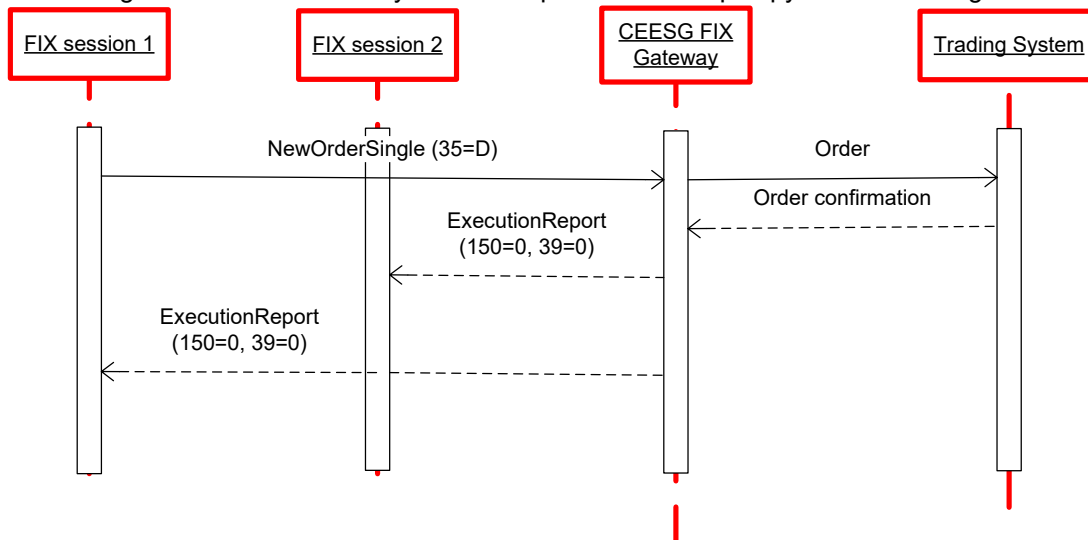 FIX session 1
FIX session 2
CEESG FIX
Gateway
Trading System
NewOrderSingle (35=D)
Order
Order confirmation
ExecutionReport
(150=0, 39=0)
ExecutionReport
(150=0, 39=0)